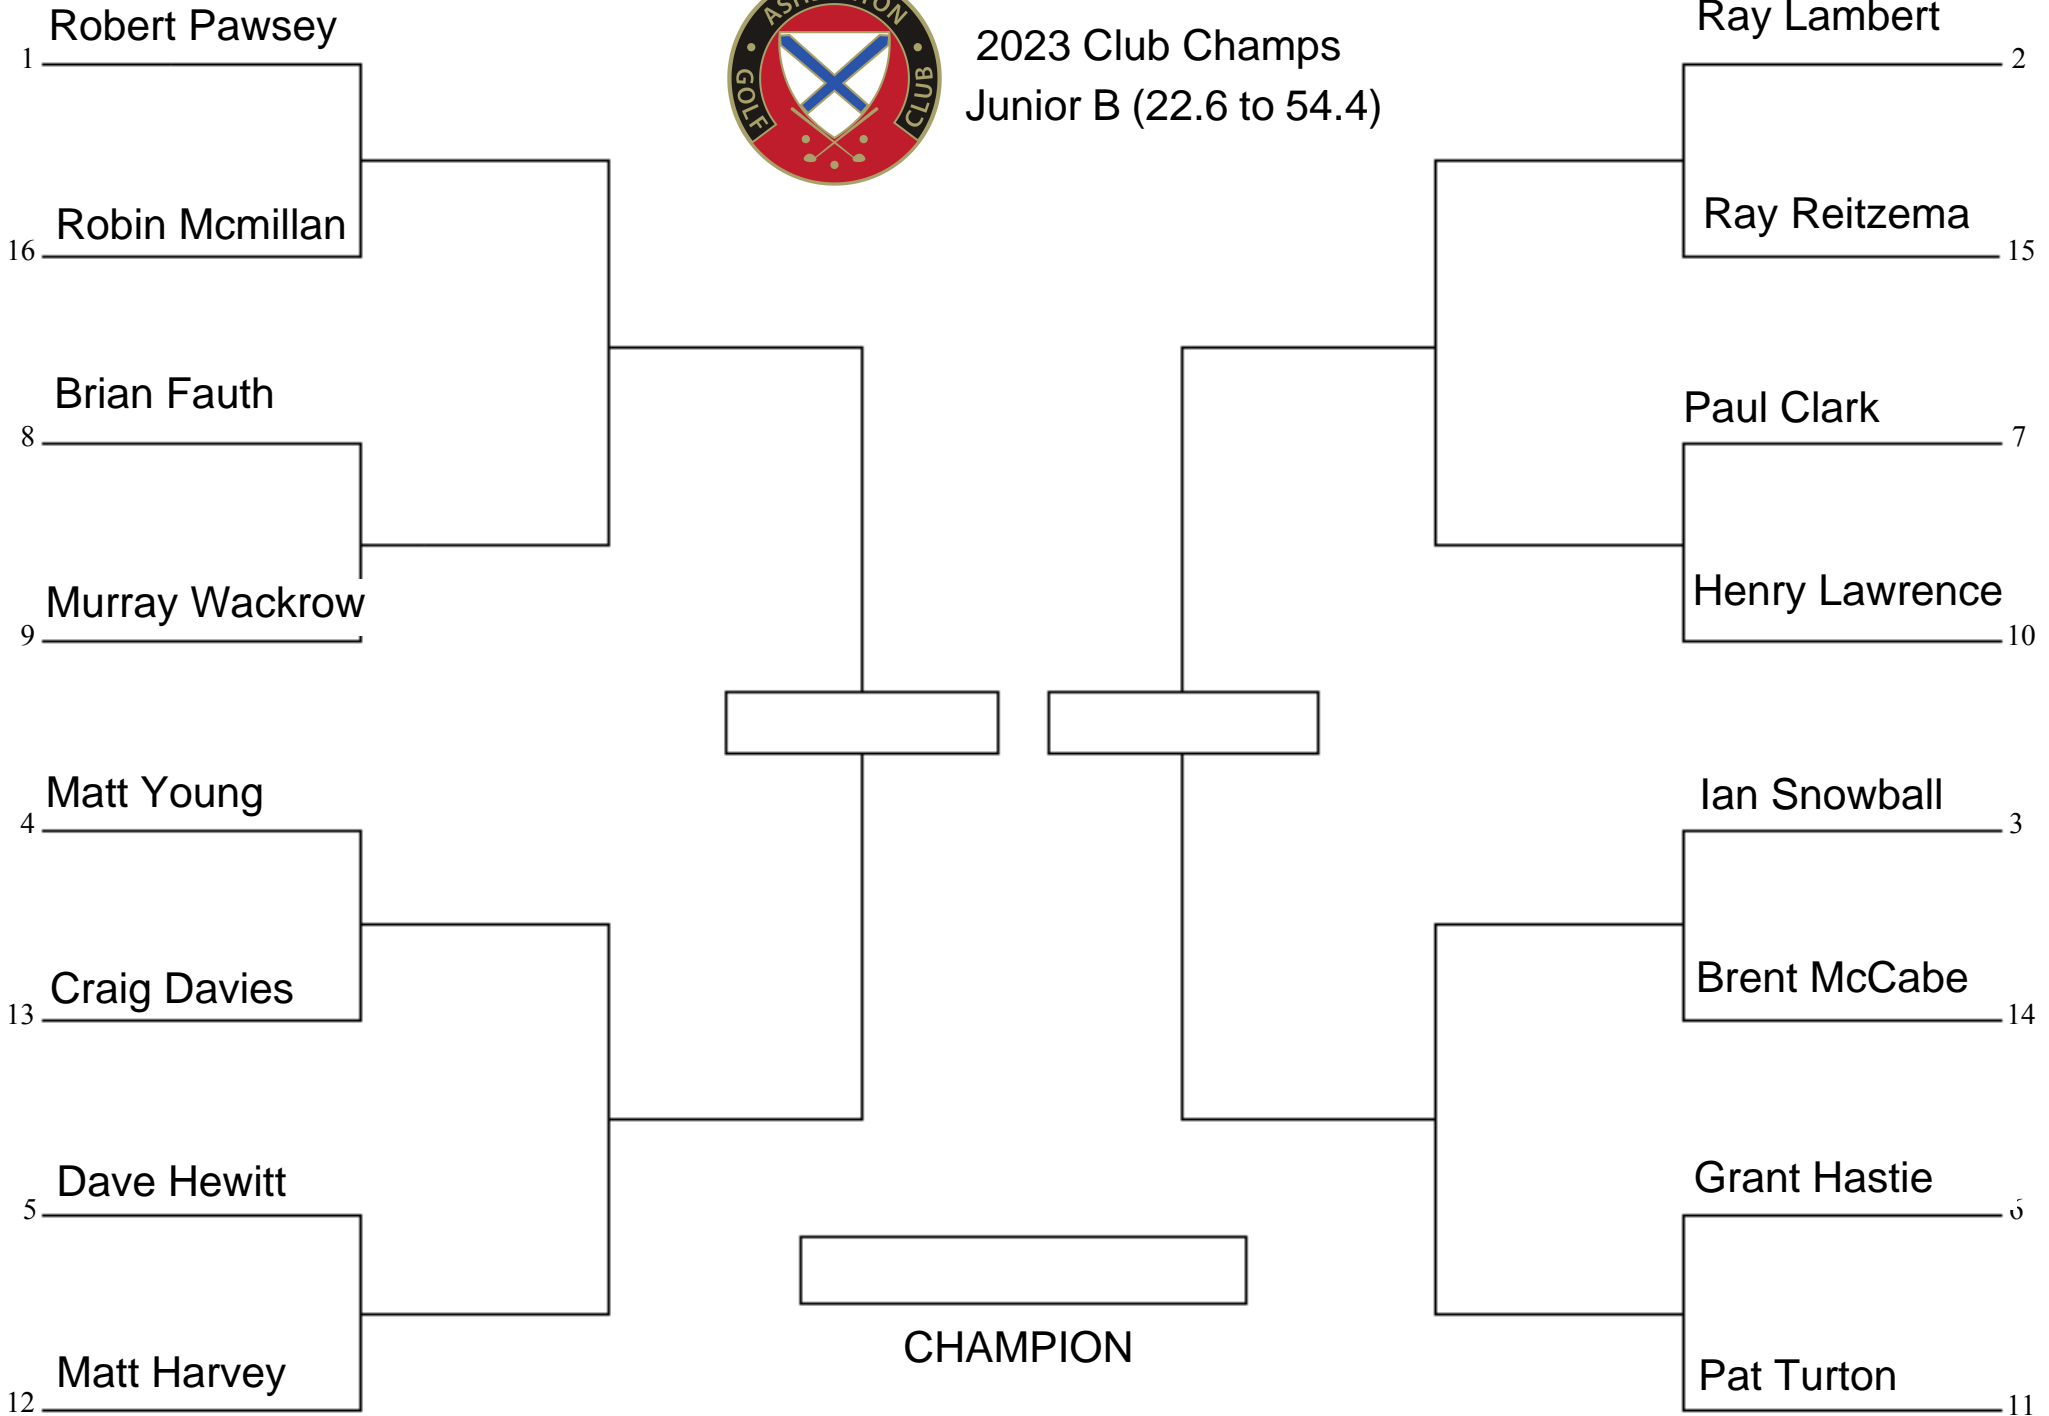 Robert Pawsey
1
Robin Mcmillan
16
Brian Fauth
8
Murray Wackrow
9
Matt Young
4
Craig Davies
13
Dave Hewitt
5
Matt Harvey
12
GOLF
CLUB
2023 Club Champs
Junior B (22.6 to 54.4)
CHAMPION
Ray Lambert
2
Ray Reitzema
15
Paul Clark
7
Henry Lawrence
10
Ian Snowball
3
Brent McCabe
14
Grant Hastie
6
Pat Turton
11